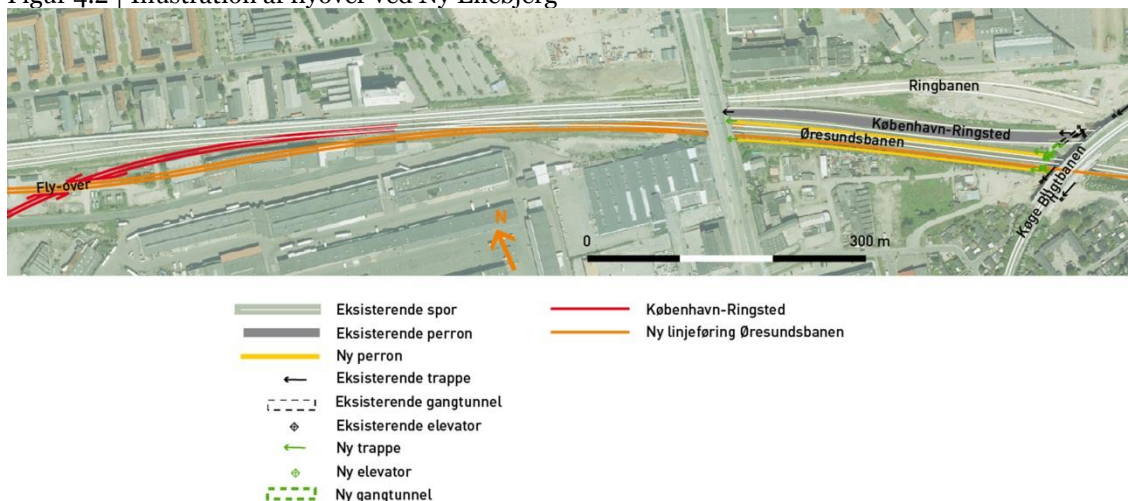 Figur 4.2 | Illustration af flyover ved Ny Ellebjerg
Ringbanen
København-Ringsted
Øresundsbanen
Fly-over
Køge Bugtbanen
N
0
300 m
Eksisterende spor
Eksisterende perron
Ny perron
Eksisterende trappe
Eksisterende gangtunnel
Eksisterende elevator
Ny trappe
Ny elevator
Ny gangtunnel
København-Ringsted
Ny linjeføring Øresundsbanen